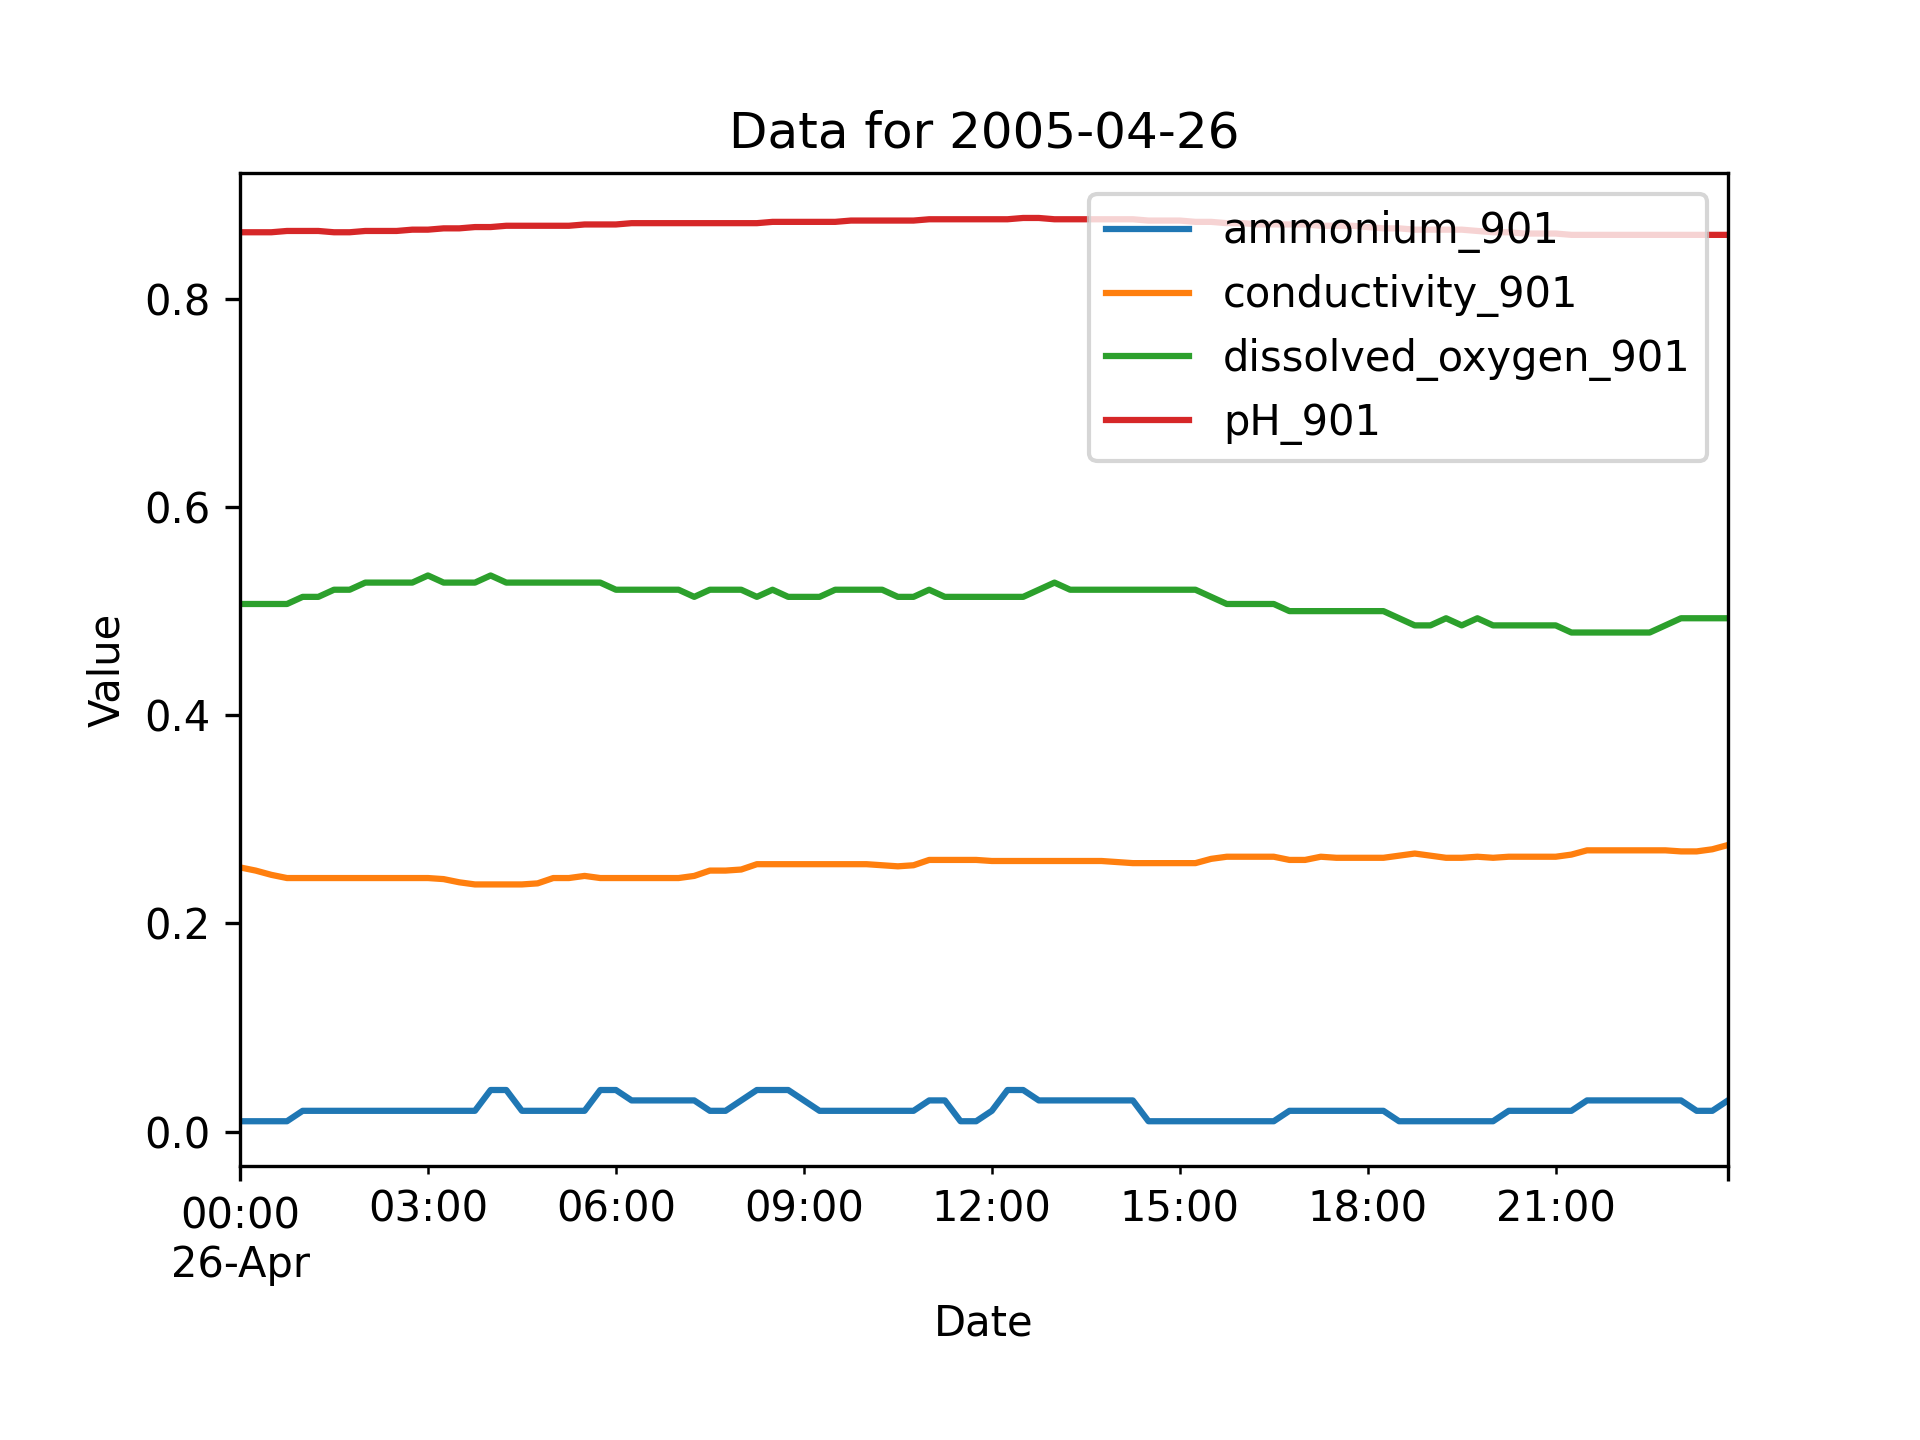 Data for 2005-04-26
ammonium_901
conductivity_901
dissolved_oxygen_901
pH_901
Value
0.8
0.6
0.4
0.2
0.0
00:00 03:00 06:00 09:00 12:00 15:00 18:00 21:00
26-Apr
Date